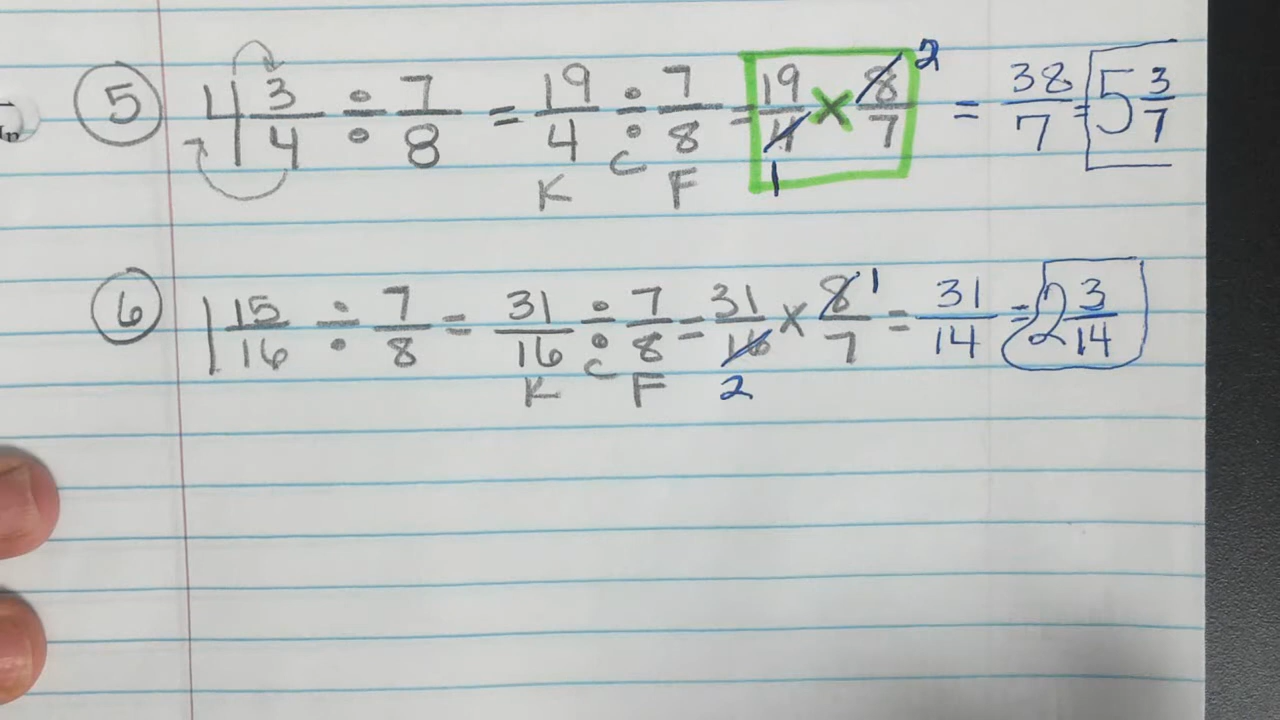 5 4 3/4 ÷ 7/8 = 19/4 ÷ 7/8 = 19/4 1 × 8/7 2 = 38/7 = 5 3/7
K C F
6 1 15/16 ÷ 7/8 = 31/16 ÷ 7/8 = 31/16 2 × 8/7 1 = 31/14 = 2 3/14
K C F